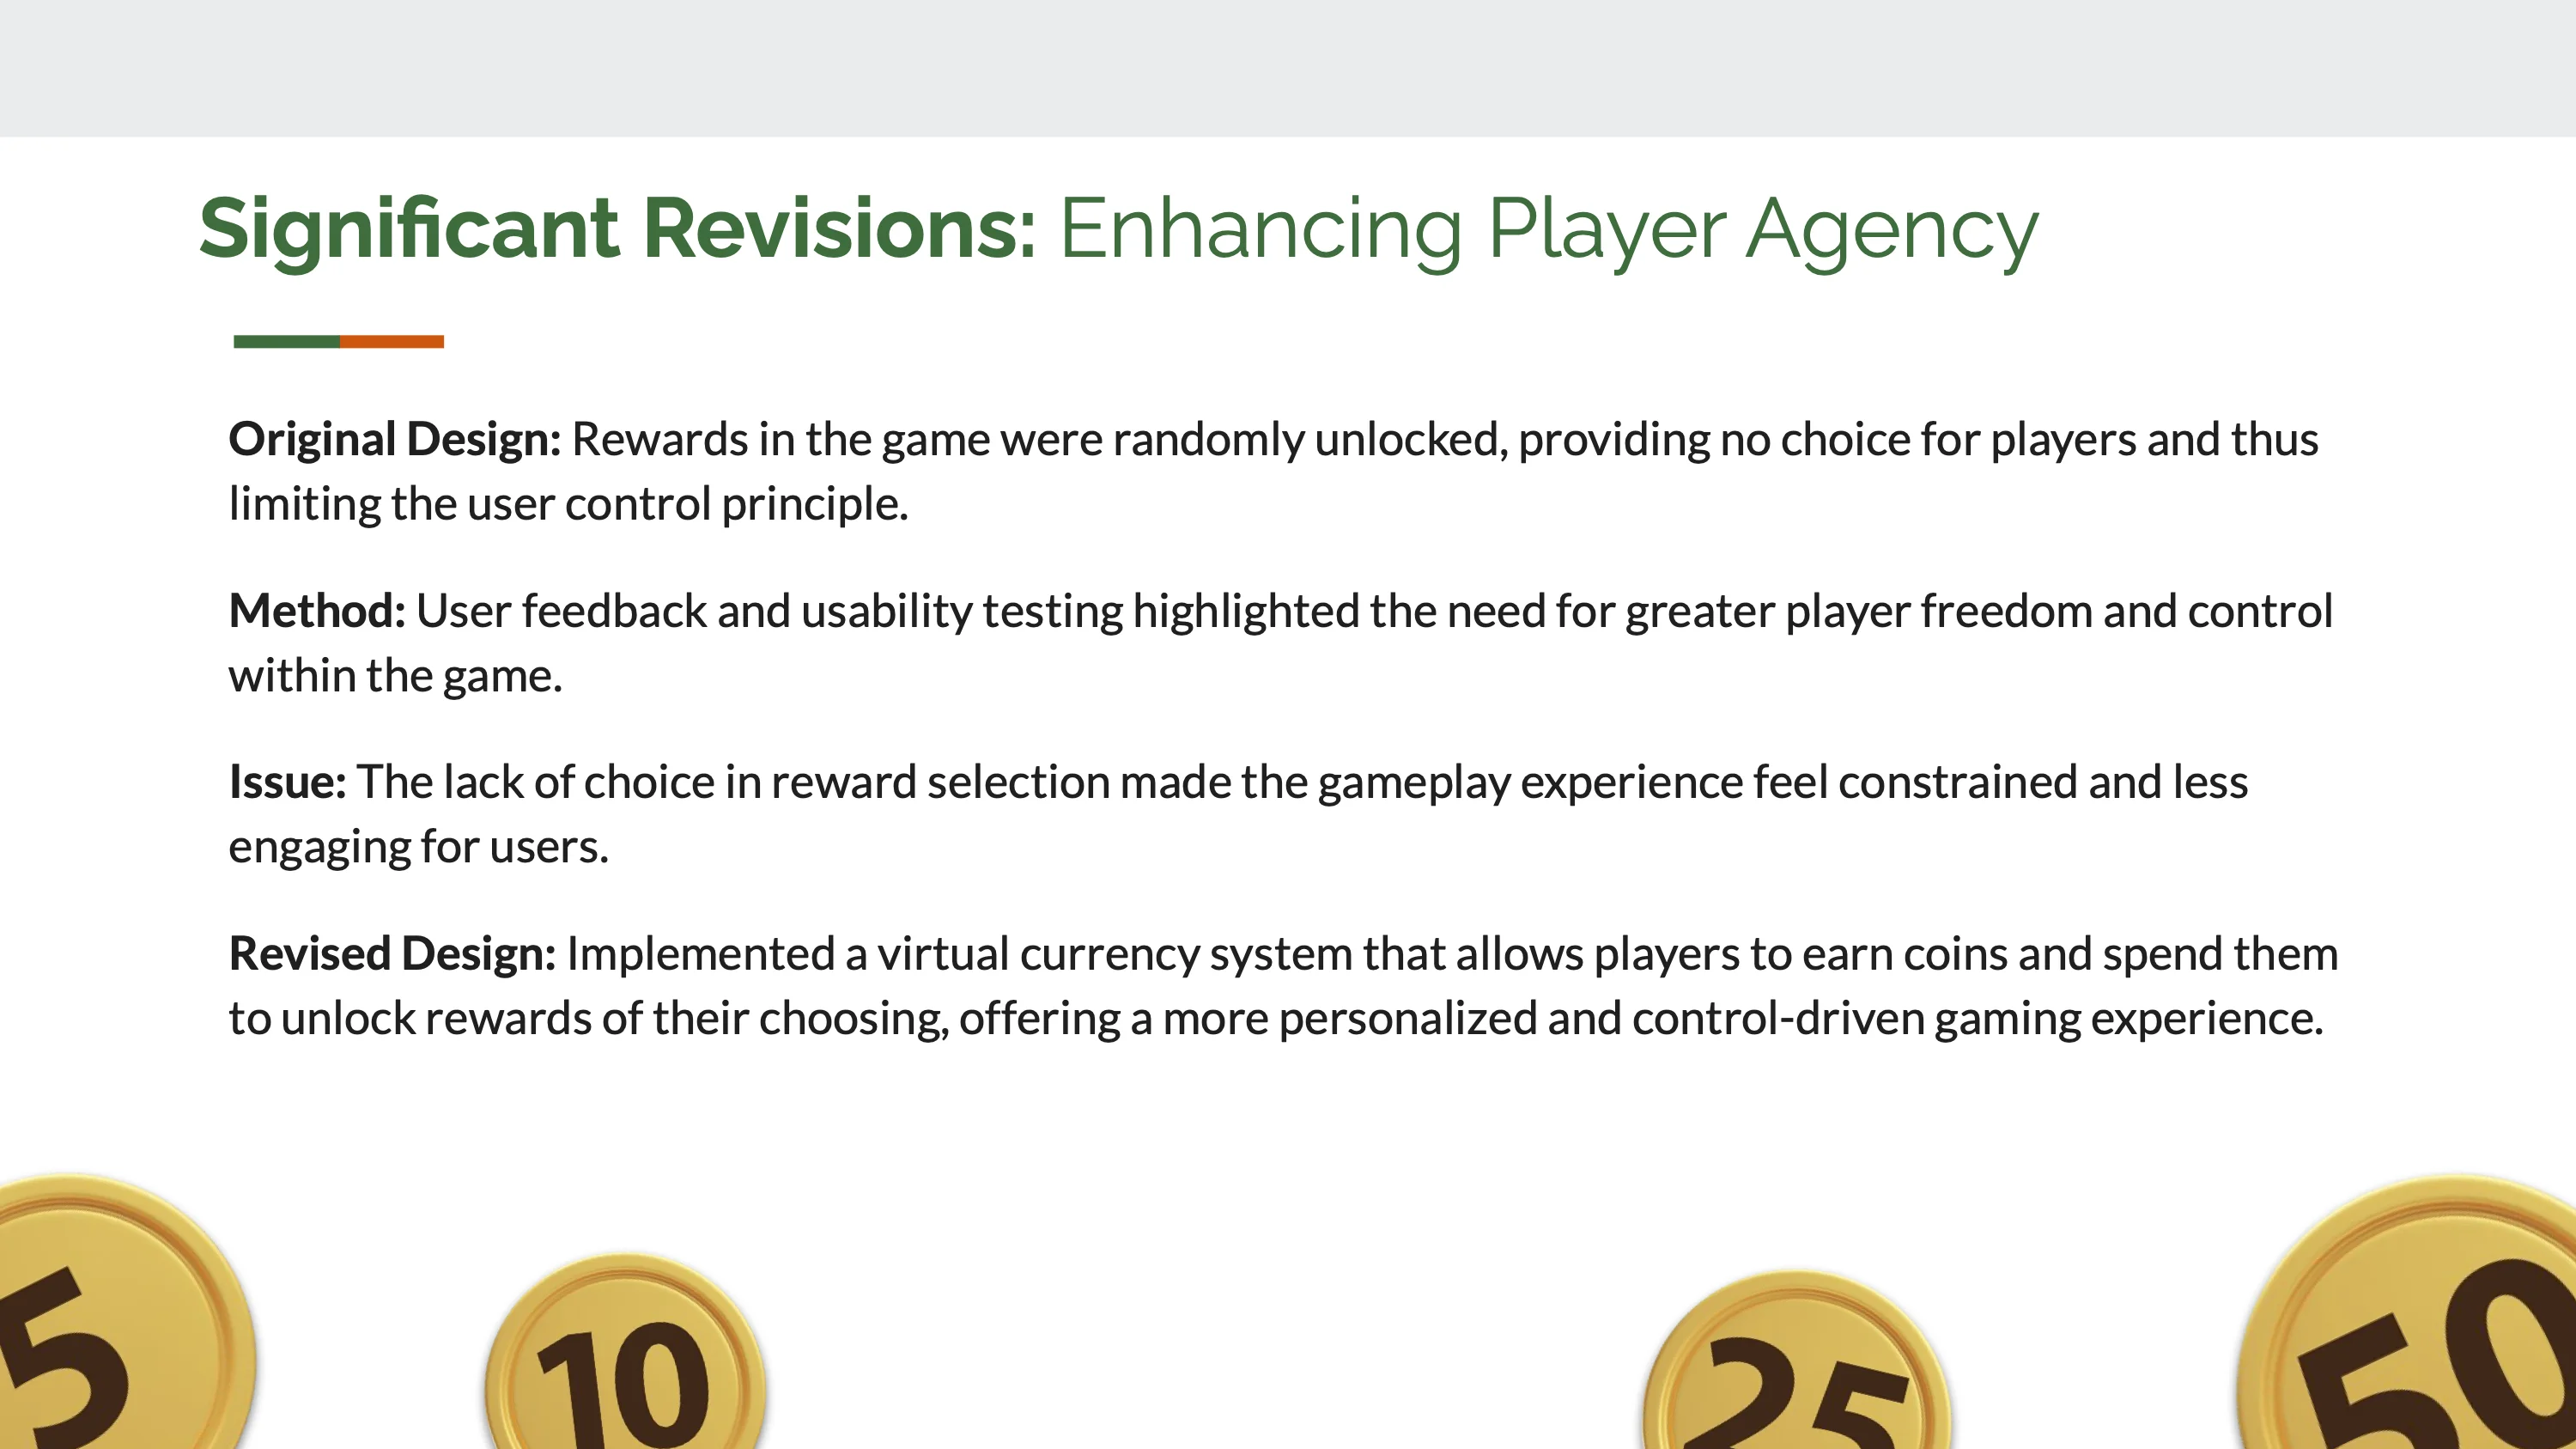 Significant Revisions: Enhancing Player Agency
Original Design: Rewards in the game were randomly unlocked, providing no choice for players and thus
limiting the user control principle.
Method: User feedback and usability testing highlighted the need for greater player freedom and control
within the game.
Issue: The lack of choice in reward selection made the gameplay experience feel constrained and less
engaging for users.
Revised Design: Implemented a virtual currency system that allows players to earn coins and spend them
to unlock rewards of their choosing, offering a more personalized and control-driven gaming experience.
5
10
25
50